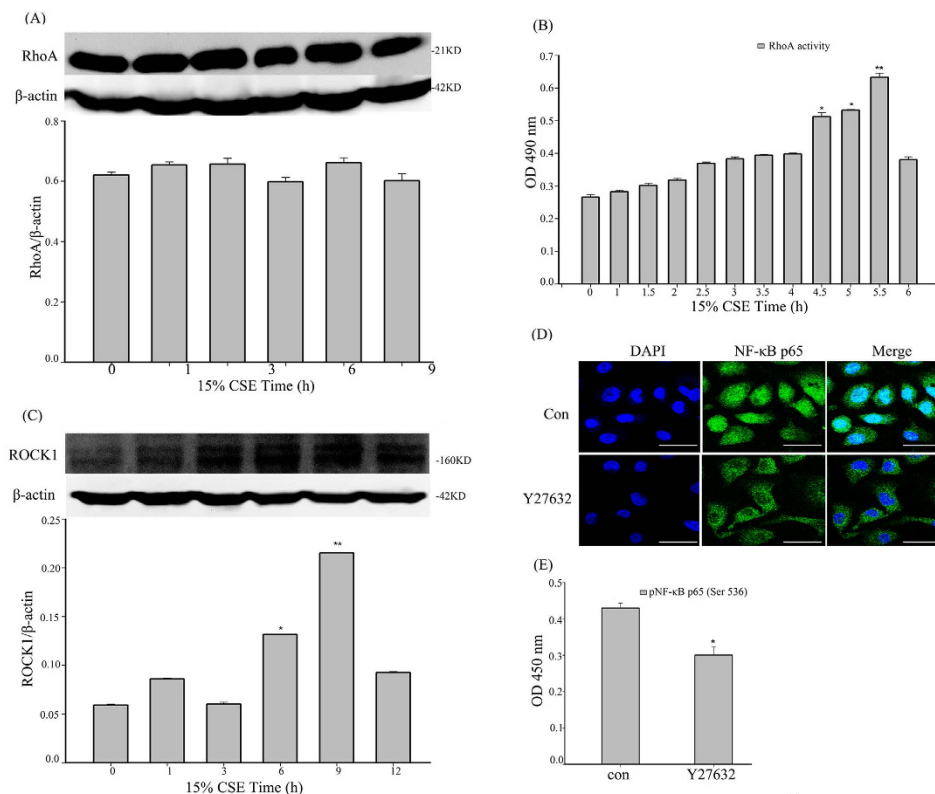 (A)
RhoA
-21KD
β-actin
-42KD
0.8
0.6
0.4
0.2
0.0
RhoA/β-actin
0 1 3 6 9
15% CSE Time (h)
(B)
RhoA activity
0.7
0.6
0.5
0.4
0.3
0.2
0.1
0.0
OD 490 nm
* * **
0 1 1.5 2 2.5 3 3.5 4 4.5 5 5.5 6
15% CSE Time (h)
(C)
ROCK1
-160KD
β-actin
-42KD
0.25
0.20
0.15
0.10
0.05
0.0
ROCK1/β-actin
* **
0 1 3 6 9 12
15% CSE Time (h)
(D)
DAPI NF-κB p65 Merge
Con
Y27632
(E)
pNF-κB p65 (Ser 536)
0.5
0.4
0.3
0.2
0.1
0.0
OD 450 nm
*
con Y27632